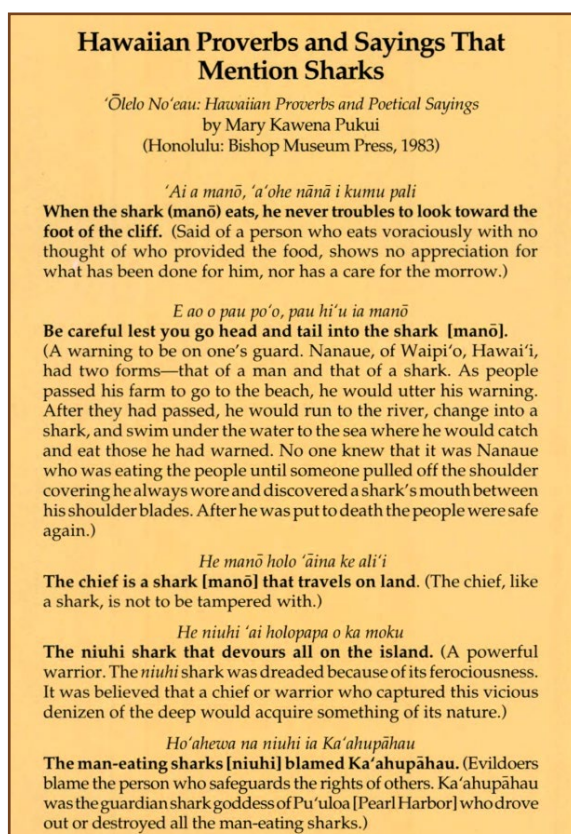 Hawaiian Proverbs and Sayings That
Mention Sharks
ʻŌlelo Noʻeau: Hawaiian Proverbs and Poetical Sayings
by Mary Kawena Pukui
(Honolulu: Bishop Museum Press, 1983)
ʻAi a manō, ʻaʻohe nānā i kumu pali
When the shark (manō) eats, he never troubles to look toward the
foot of the cliff. (Said of a person who eats voraciously with no
thought of who provided the food, shows no appreciation for
what has been done for him, nor has a care for the morrow.)
E ao o pau poʻo, pau hiʻu ia manō
Be careful lest you go head and tail into the shark [manō].
(A warning to be on one's guard. Nanaue, of Waipiʻo, Hawaiʻi,
had two forms—that of a man and that of a shark. As people
passed his farm to go to the beach, he would utter his warning.
After they had passed, he would run to the river, change into a
shark, and swim under the water to the sea where he would catch
and eat those he had warned. No one knew that it was Nanaue
who was eating the people until someone pulled off the shoulder
covering he always wore and discovered a shark's mouth between
his shoulder blades. After he was put to death the people were safe
again.)
He manō holo ʻāina ke aliʻi
The chief is a shark [manō] that travels on land. (The chief, like
a shark, is not to be tampered with.)
He niuhi ʻai holopapa o ka moku
The niuhi shark that devours all on the island. (A powerful
warrior. The niuhi shark was dreaded because of its ferociousness.
It was believed that a chief or warrior who captured this vicious
denizen of the deep would acquire something of its nature.)
Hoʻahewa na niuhi ia Kaʻahupāhau
The man-eating sharks [niuhi] blamed Kaʻahupāhau. (Evildoers
blame the person who safeguards the rights of others. Kaʻahupāhau
was the guardian shark goddess of Puʻuloa [Pearl Harbor] who drove
out or destroyed all the man-eating sharks.)